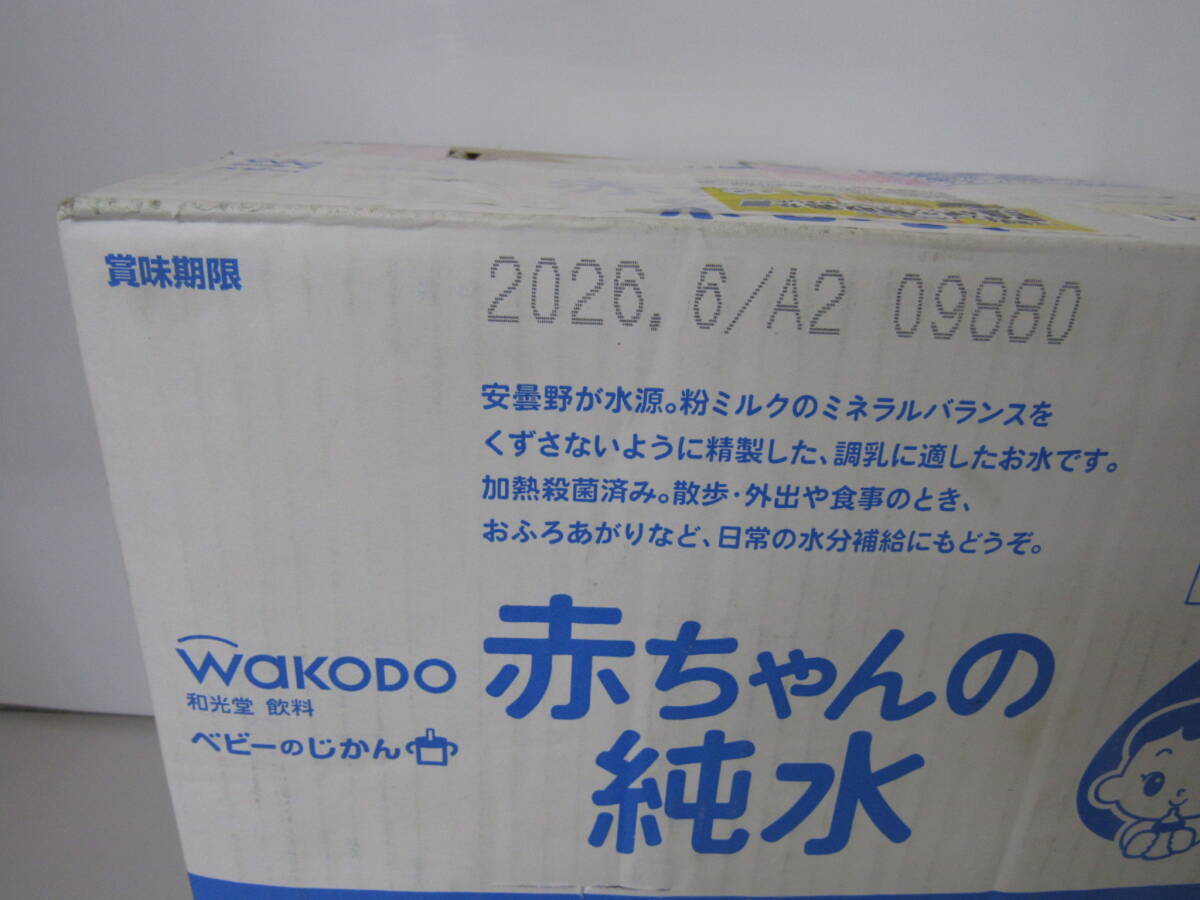 賞味期限
2026. 6/A2 09880
安曇野が水源。粉ミルクのミネラルバランスを
くずさないように精製した、調乳に適したお水です。
加熱殺菌済み。散歩・外出や食事のとき、
おふろあがりなど、日常の水分補給にもどうぞ。
WaKODO
和光堂 飲料
ベビーのじかん
赤ちゃんの
純水